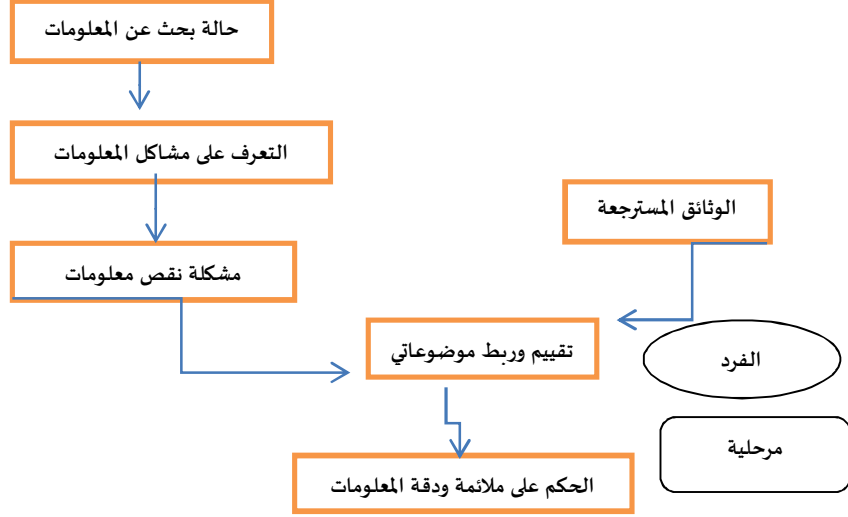 حالة بحث عن المعلومات
التعرف على مشاكل المعلومات
الوثائق المسترجعة
مشكلة نقص معلومات
تقييم وربط موضوعاتي
الفرد
مرحلية
الحكم على ملائمة ودقة المعلومات